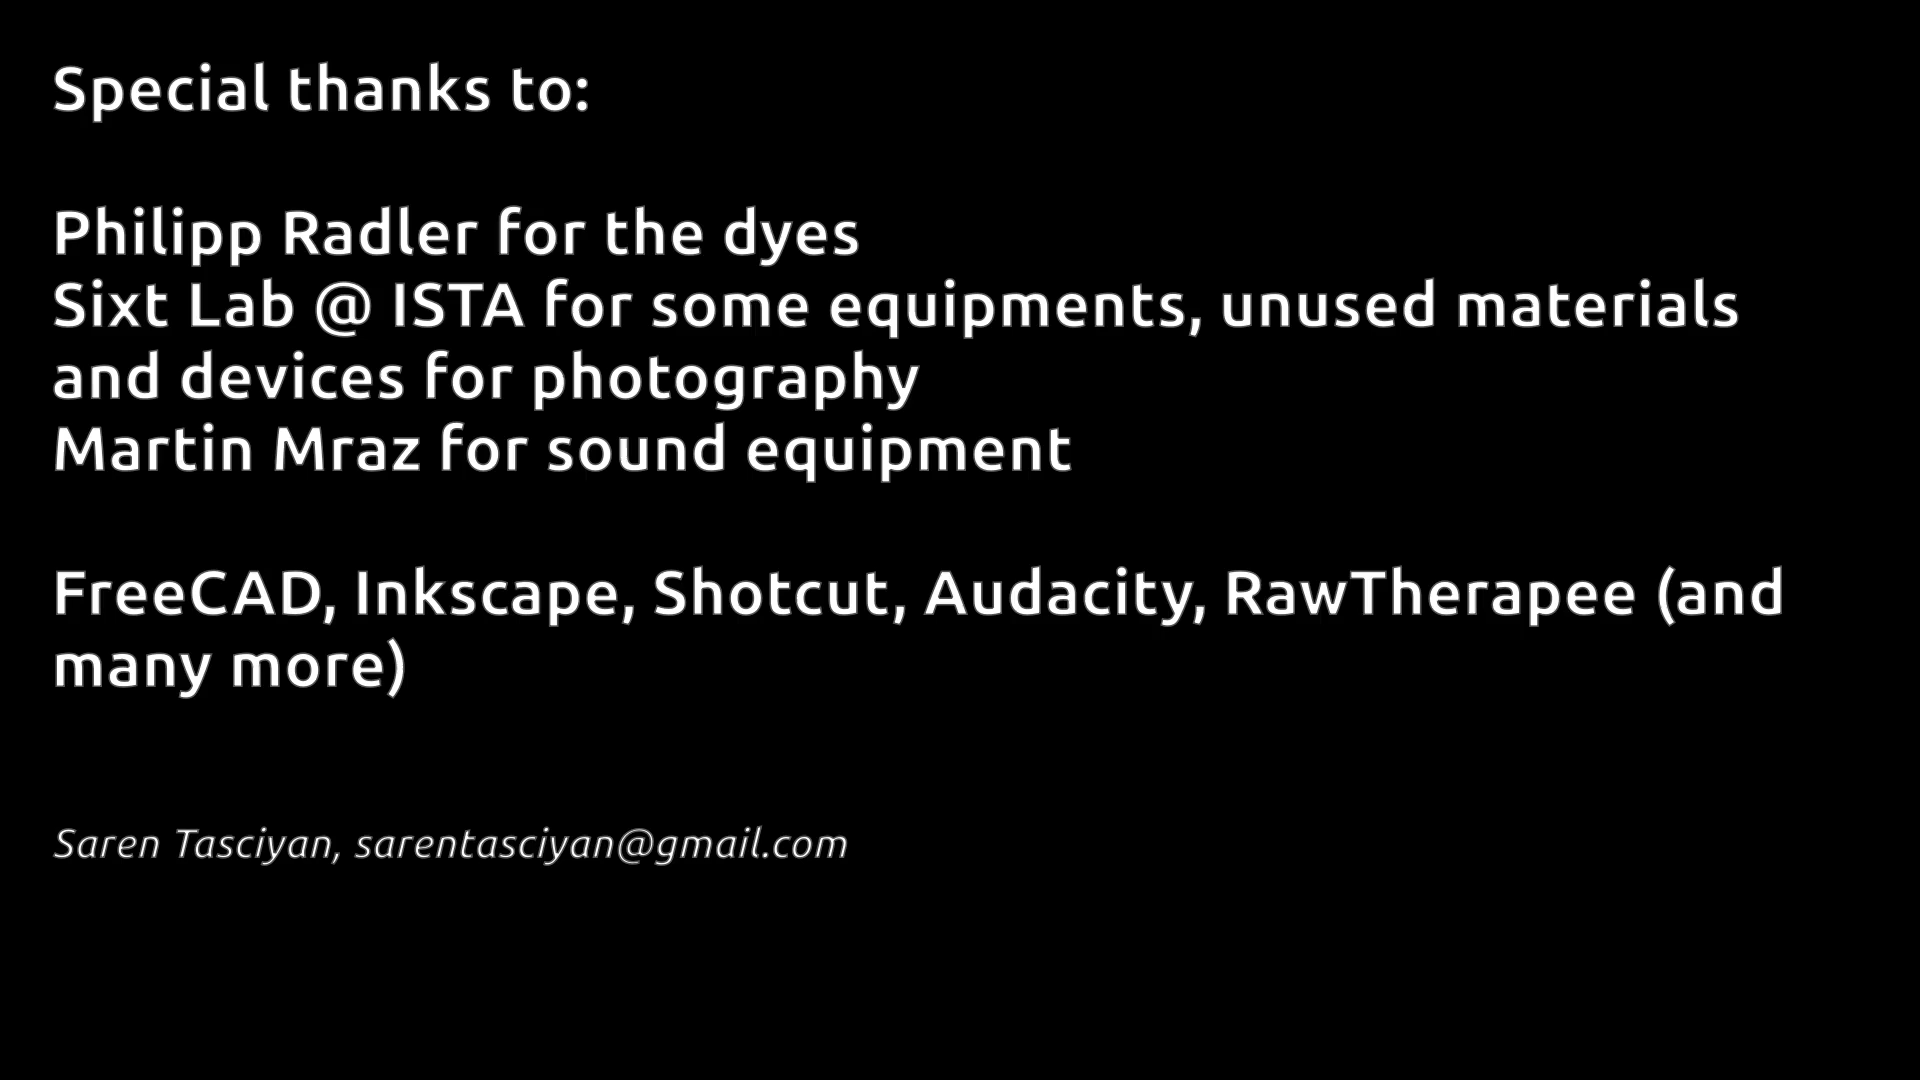 Special thanks to:
Philipp Radler for the dyes
Sixt Lab @ ISTA for some equipments, unused materials
and devices for photography
Martin Mraz for sound equipment
FreeCAD, Inkscape, Shotcut, Audacity, RawTherapee (and
many more)
Saren Tasciyan, sarentasciyan@gmail.com